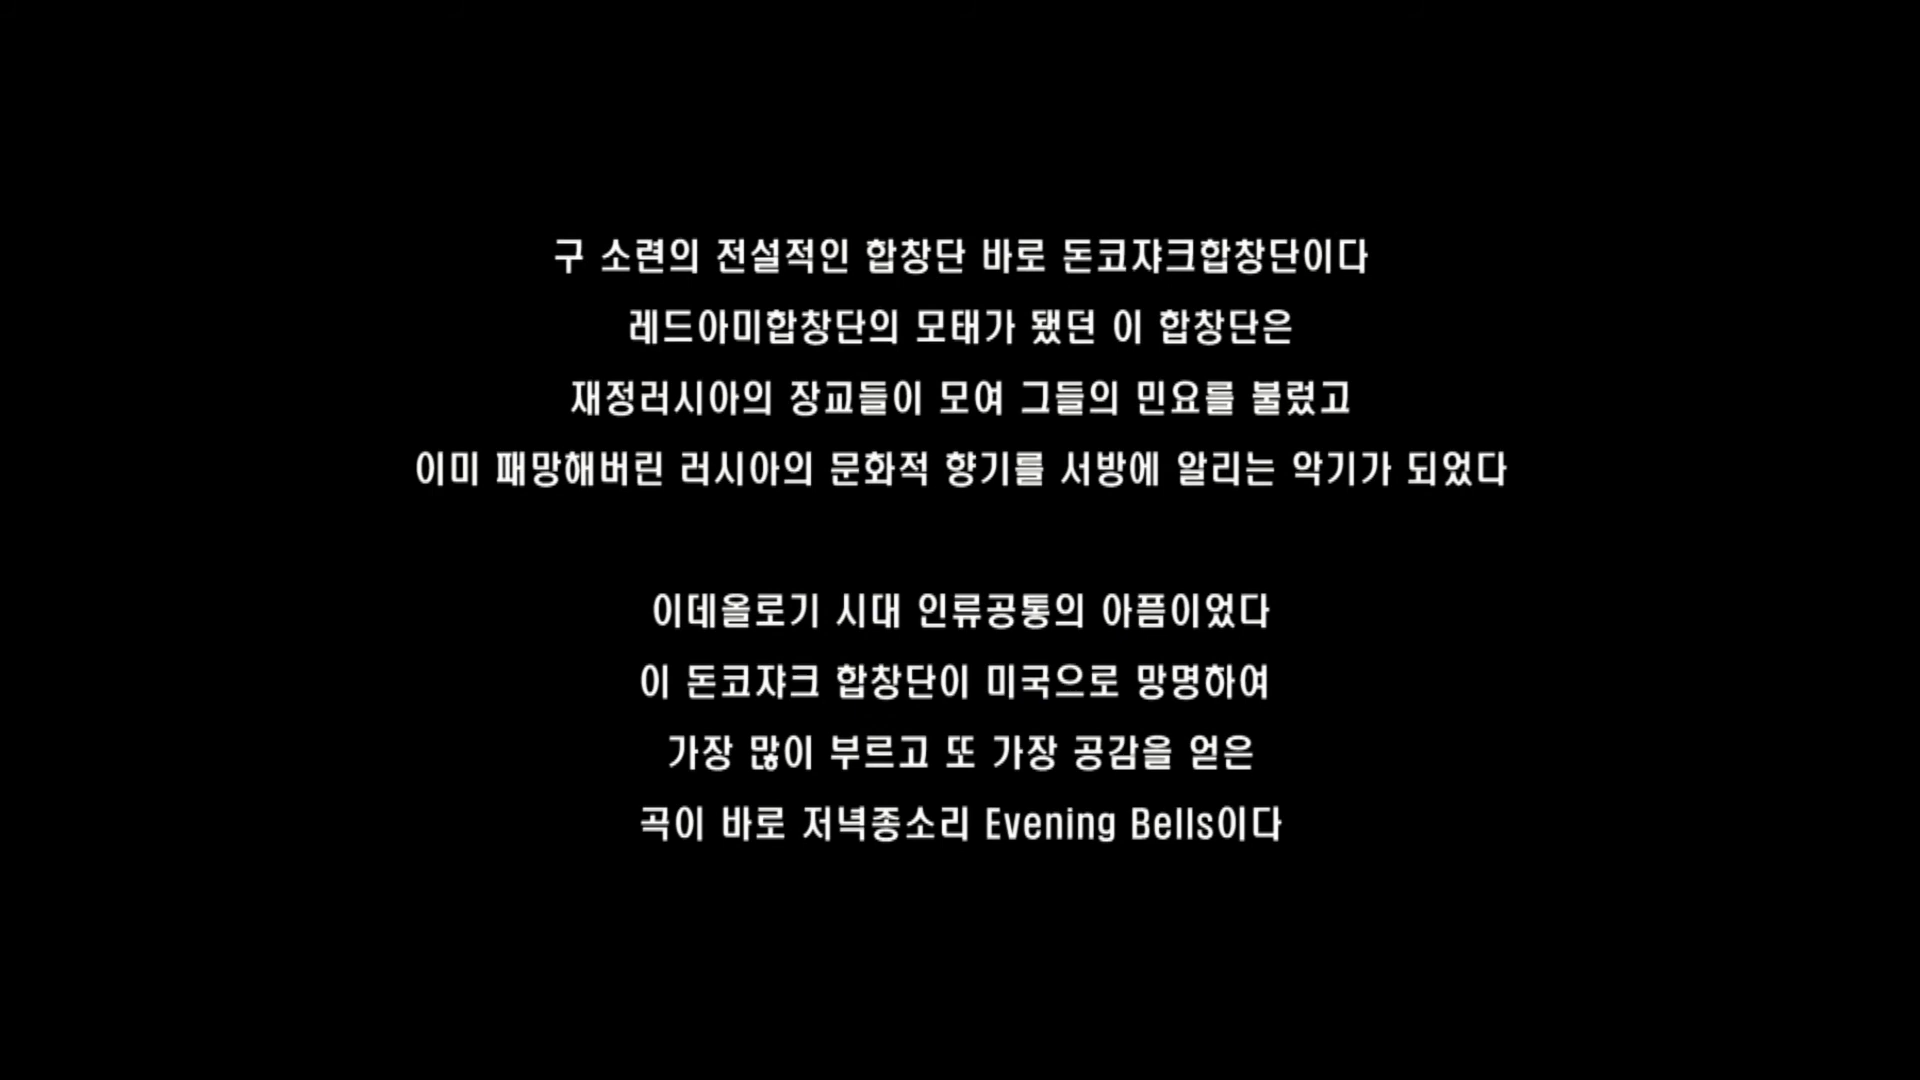 구 소련의 전설적인 합창단 바로 돈코쟈크합창단이다
레드아미합창단의 모태가 됐던 이 합창단은
재정러시아의 장교들이 모여 그들의 민요를 불렀고
이미 패망해버린 러시아의 문화적 향기를 서방에 알리는 악기가 되었다
이데올로기 시대 인류공통의 아픔이었다
이 돈코쟈크 합창단이 미국으로 망명하여
가장 많이 부르고 또 가장 공감을 얻은
곡이 바로 저녁종소리 Evening Bells이다